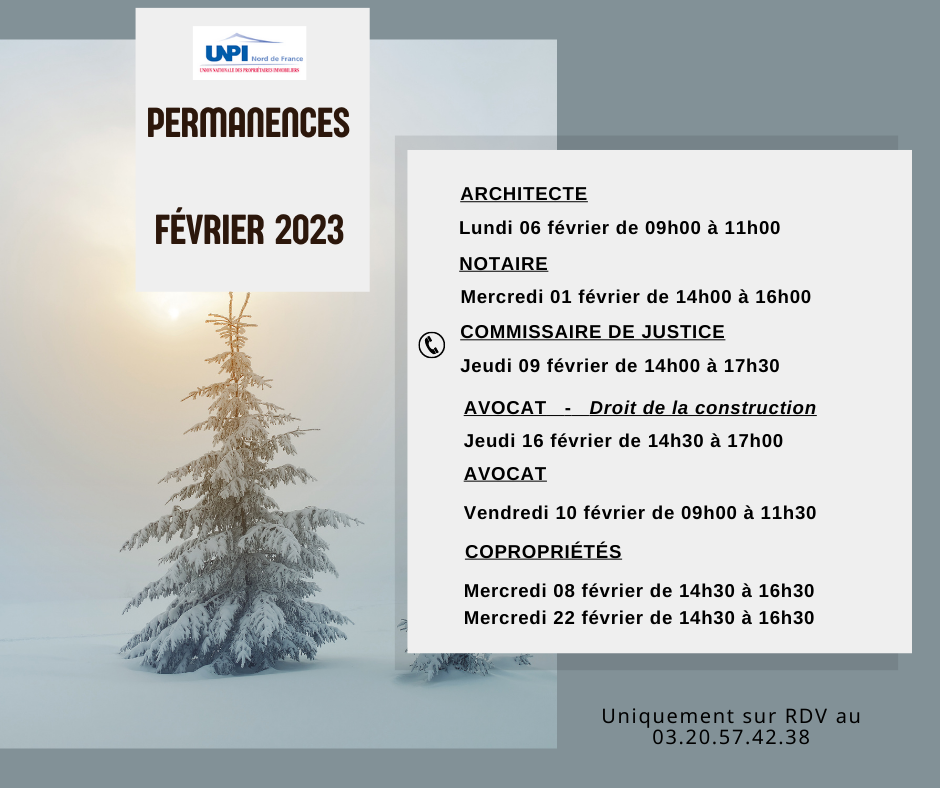 UNPI Nord de France
UNION NATIONALE DES PROPRIÉTAIRES IMMOBILIERS
PERMANENCES
FÉVRIER 2023
ARCHITECTE
Lundi 06 février de 09h00 à 11h00
NOTAIRE
Mercredi 01 février de 14h00 à 16h00
COMMISSAIRE DE JUSTICE
Jeudi 09 février de 14h00 à 17h30
AVOCAT - Droit de la construction
Jeudi 16 février de 14h30 à 17h00
AVOCAT
Vendredi 10 février de 09h00 à 11h30
COPROPRIÉTÉS
Mercredi 08 février de 14h30 à 16h30
Mercredi 22 février de 14h30 à 16h30
Uniquement sur RDV au
03.20.57.42.38